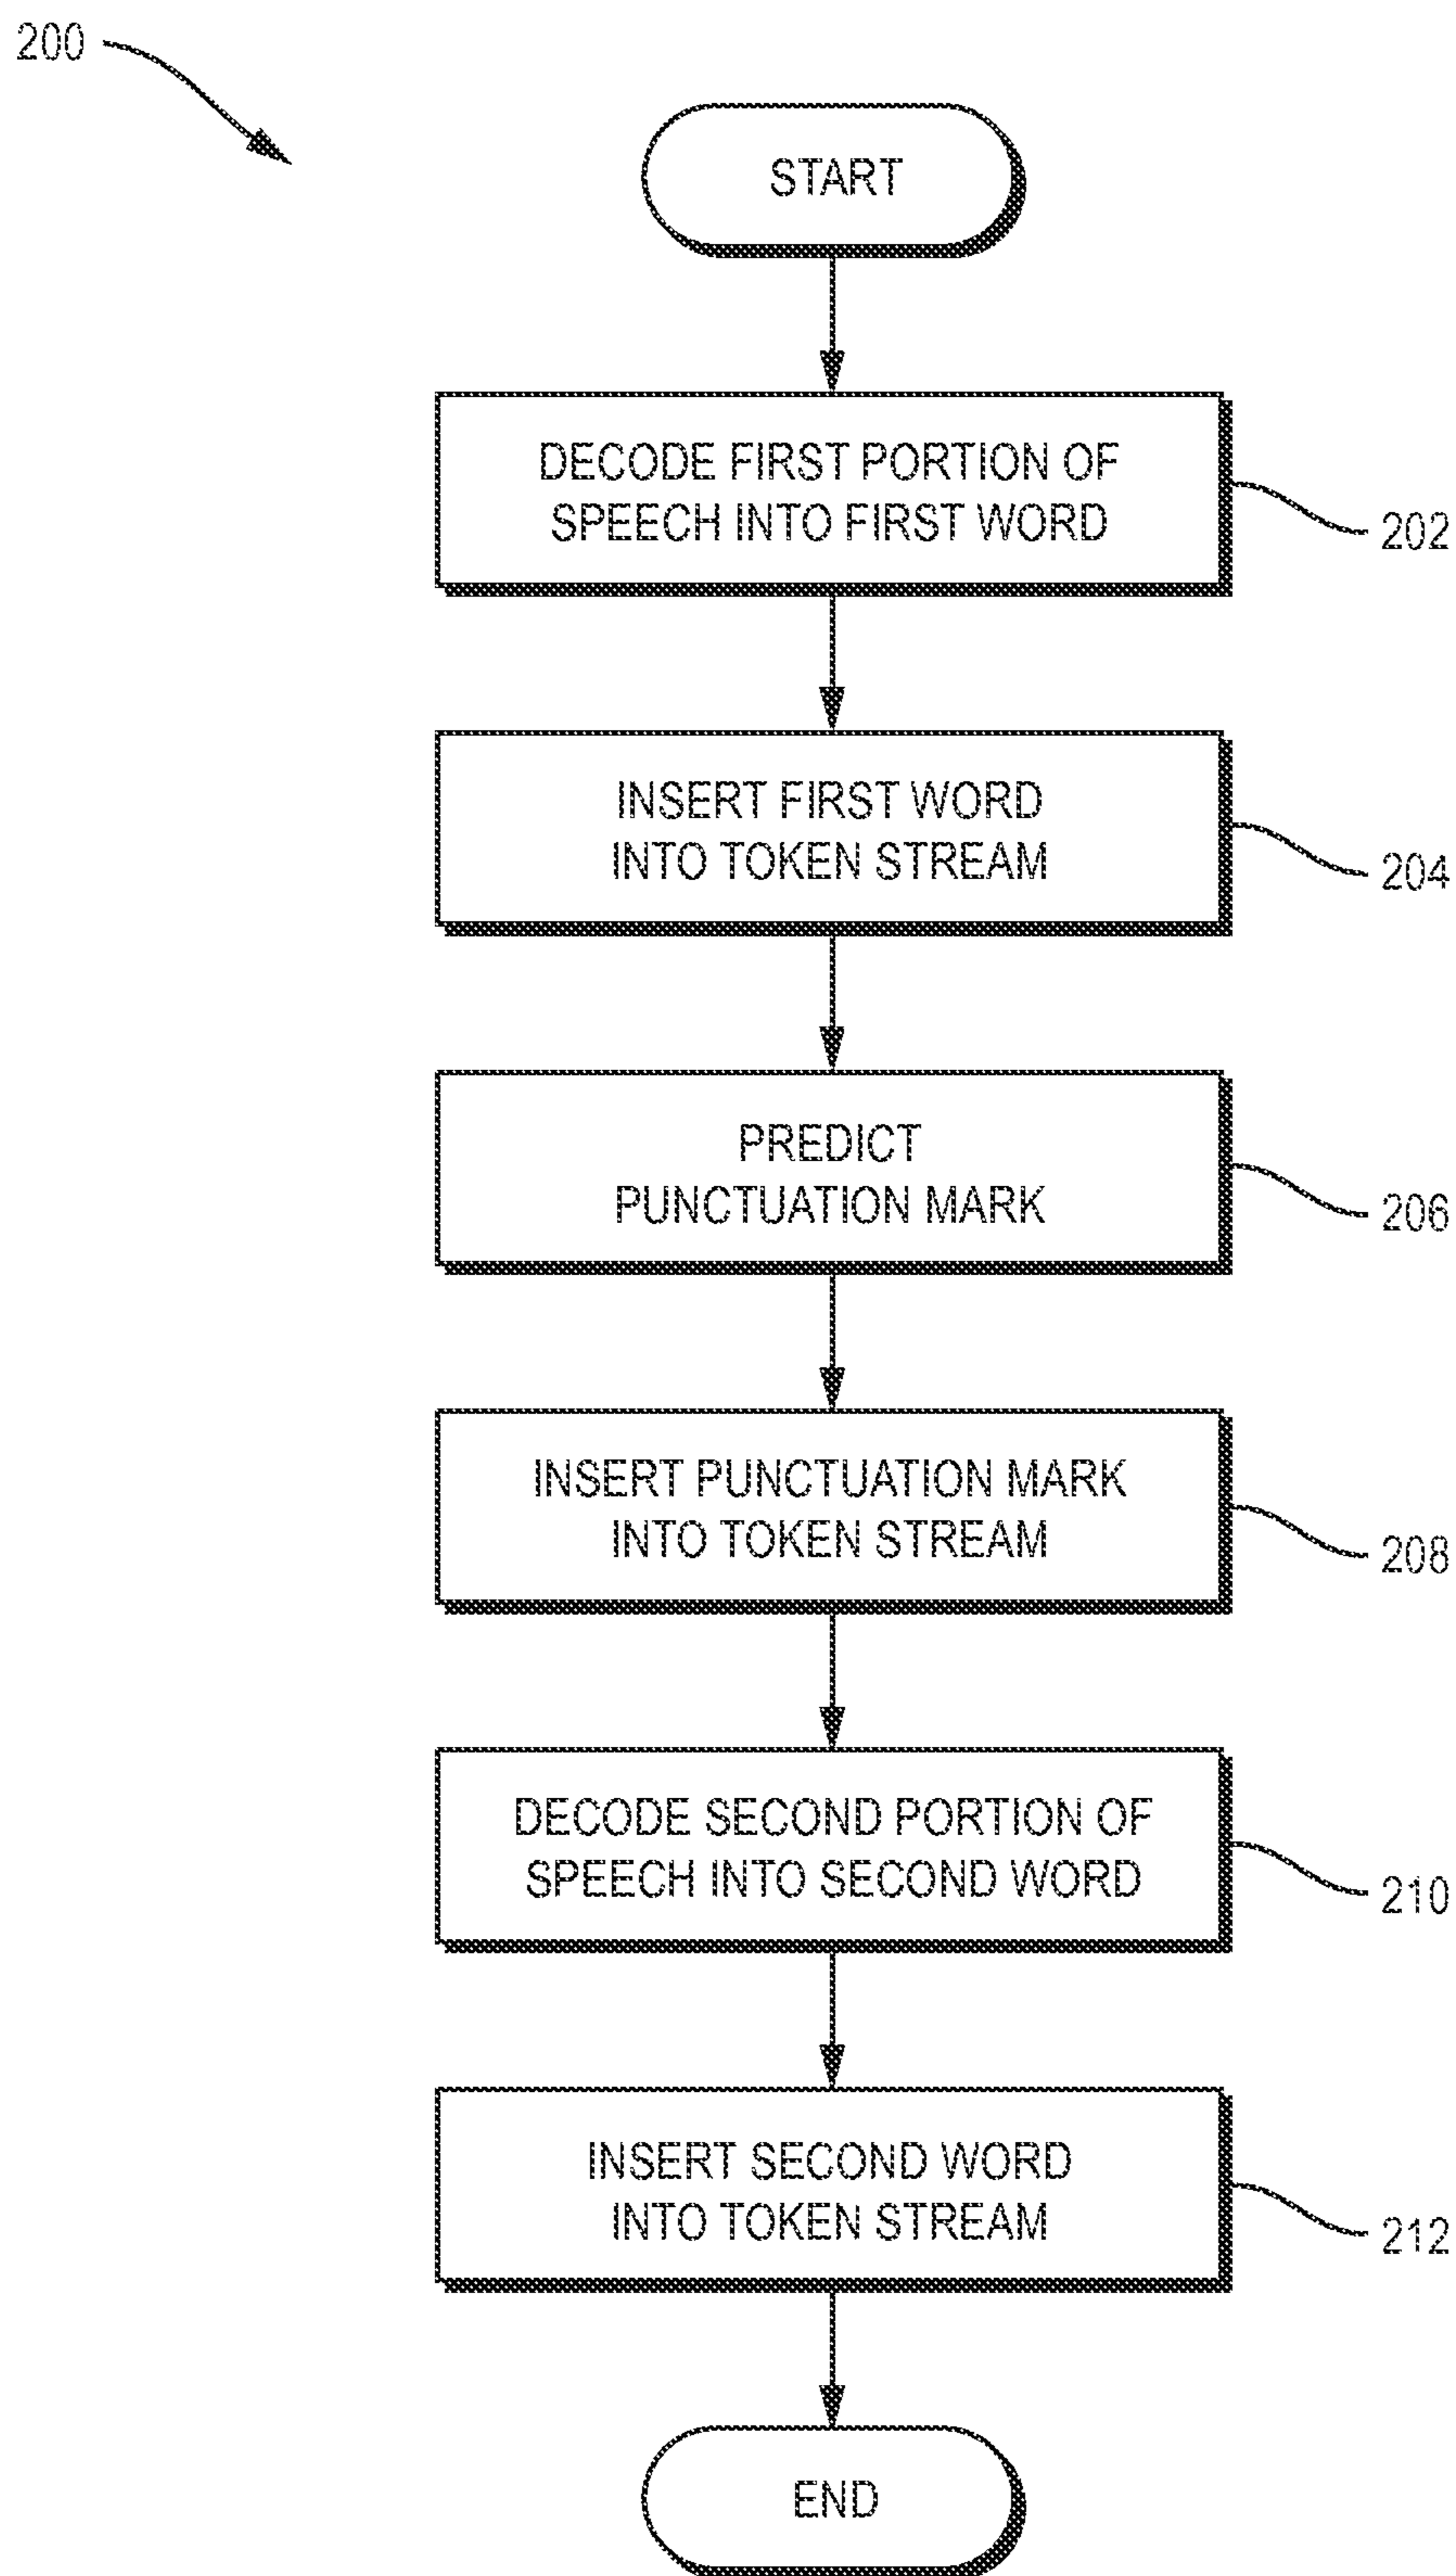 200
START
DECODE FIRST PORTION OF
SPEECH INTO FIRST WORD
202
INSERT FIRST WORD
INTO TOKEN STREAM
204
PREDICT
PUNCTUATION MARK
206
INSERT PUNCTUATION MARK
INTO TOKEN STREAM
208
DECODE SECOND PORTION OF
SPEECH INTO SECOND WORD
210
INSERT SECOND WORD
INTO TOKEN STREAM
212
END